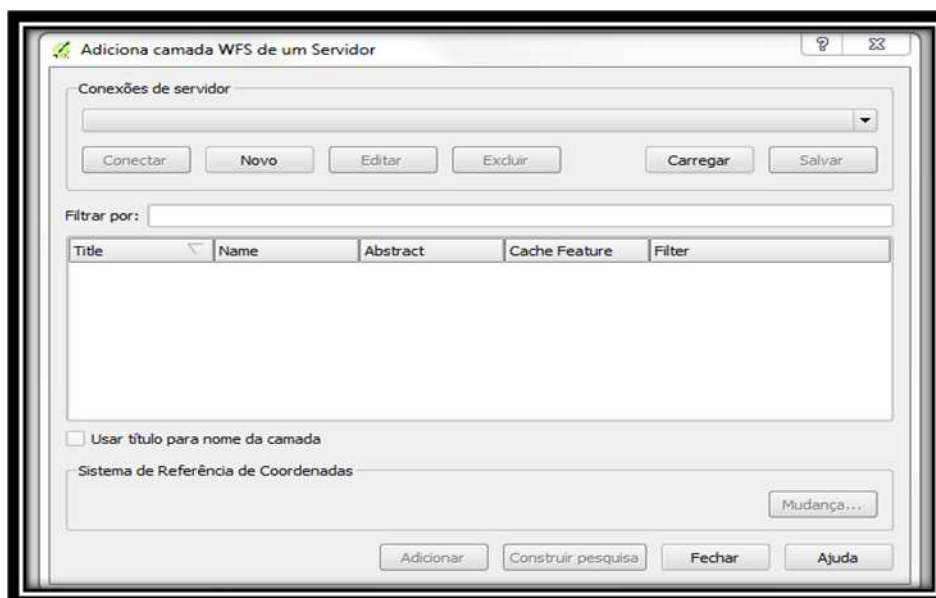 Adiciona camada WFS de um Servidor
Conexões de servidor
Conectar Novo Editar Excluir Carregar Salvar
Filtrar por:
Title Name Abstract Cache Feature Filter
Usar título para nome da camada
Sistema de Referência de Coordenadas
Mudança...
Adicionar Construir pesquisa Fechar Ajuda